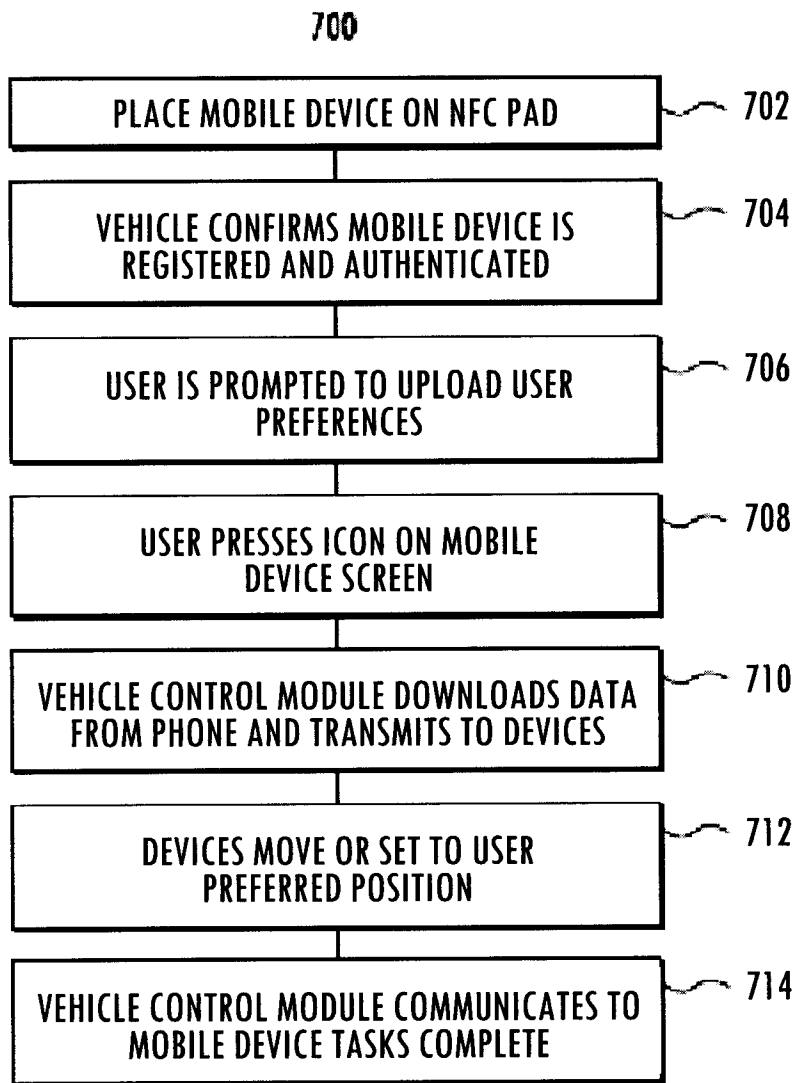 700
PLACE MOBILE DEVICE ON NFC PAD
702
VEHICLE CONFIRMS MOBILE DEVICE IS
REGISTERED AND AUTHENTICATED
704
USER IS PROMPTED TO UPLOAD USER
PREFERENCES
706
USER PRESSES ICON ON MOBILE
DEVICE SCREEN
708
VEHICLE CONTROL MODULE DOWNLOADS DATA
FROM PHONE AND TRANSMITS TO DEVICES
710
DEVICES MOVE OR SET TO USER
PREFERRED POSITION
712
VEHICLE CONTROL MODULE COMMUNICATES TO
MOBILE DEVICE TASKS COMPLETE
714